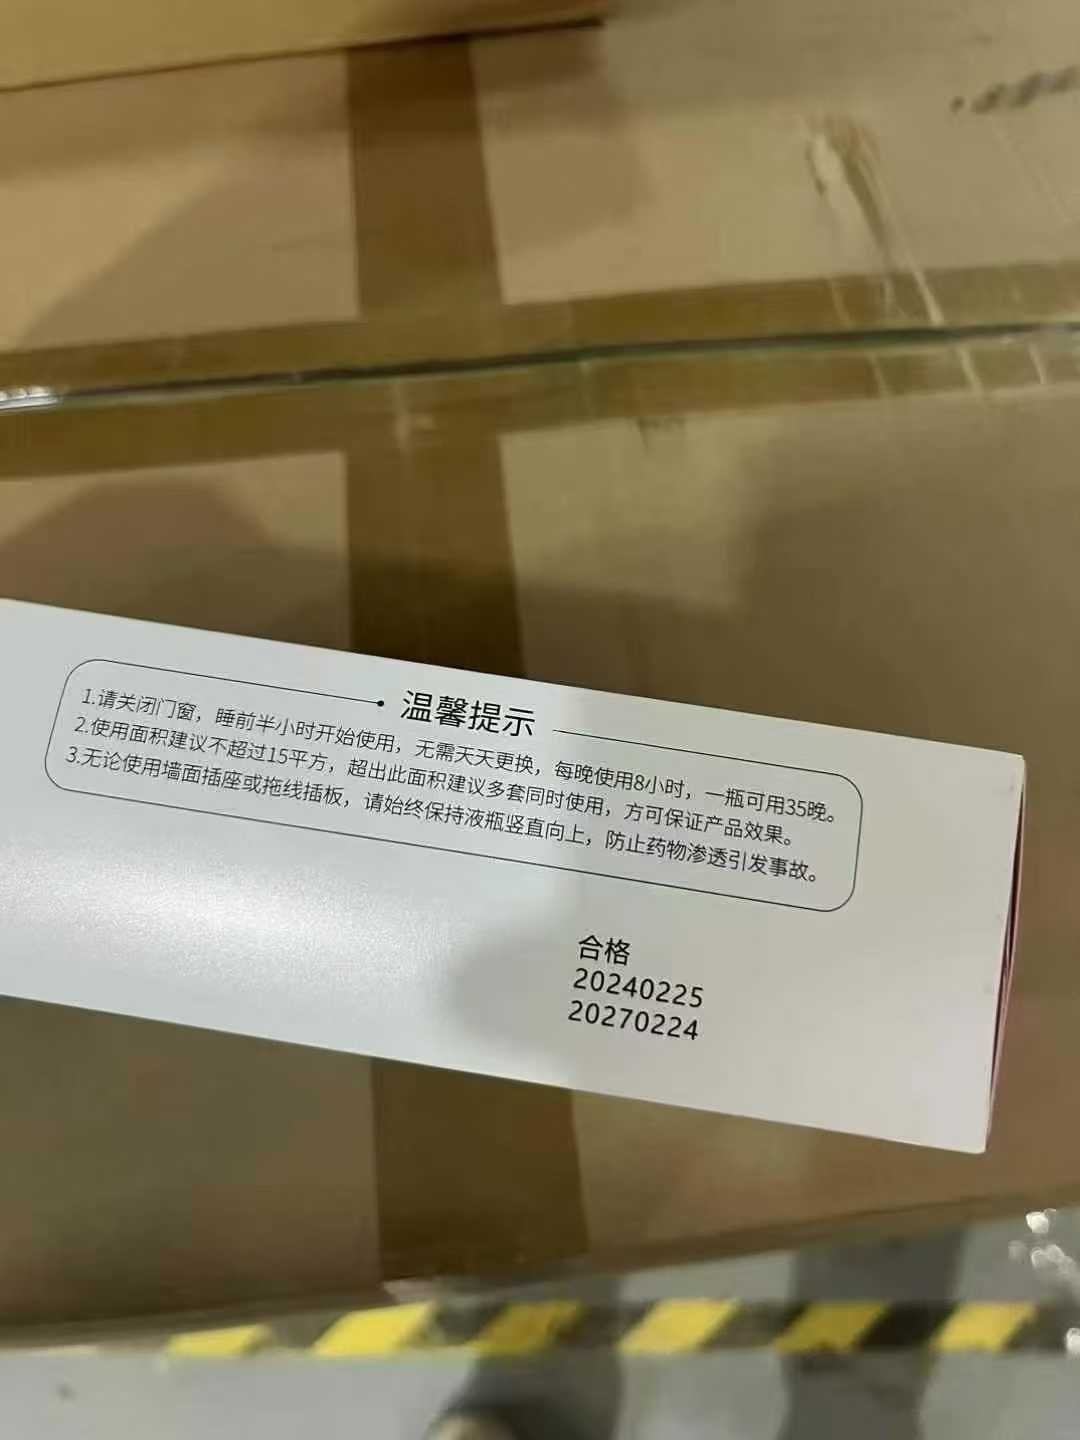 温馨提示
1.请关闭门窗，睡前半小时开始使用，无需天天更换，每晚使用8小时，一瓶可用35晚。
2.使用面积建议不超过15平方，超出此面积建议多套同时使用，方可保证产品效果。
3.无论使用墙面插座或拖线插板，请始终保持液瓶竖直向上，防止药物渗透引发事故。
合格
20240225
20270224